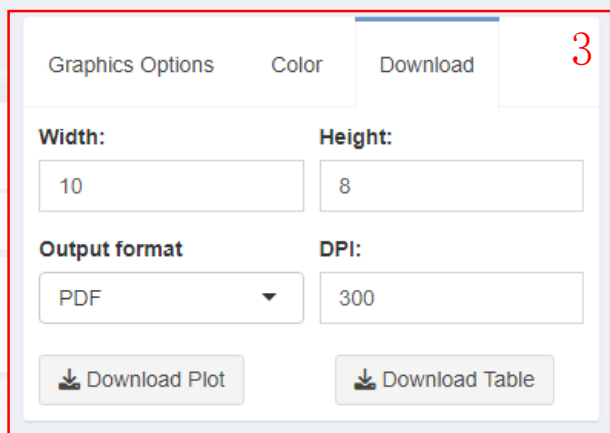 Graphics Options Color Download 3
Width: Height:
10 8
Output format DPI:
PDF 300
Download Plot Download Table